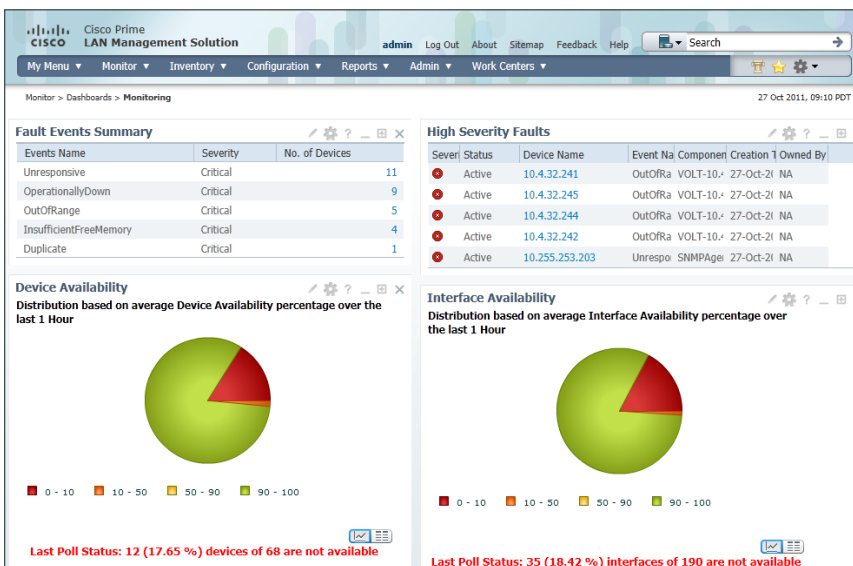 Cisco Prime
CISCO LAN Management Solution
admin Log Out About Sitemap Feedback Help Search
My Menu Monitor Inventory Configuration Reports Admin Work Centers
Monitor > Dashboards > Monitoring
27 Oct 2011, 09:10 PDT
Fault Events Summary
Events Name Severity No. of Devices
Unresponsive Critical 11
OperationallyDown Critical 9
OutOfRange Critical 5
InsufficientFreeMemory Critical 4
Duplicate Critical 1
High Severity Faults
Severi Status Device Name Event Na Componen Creation T Owned By
Active 10.4.32.241 OutOfRa VOLT-10.4 27-Oct-20 NA
Active 10.4.32.245 OutOfRa VOLT-10.4 27-Oct-20 NA
Active 10.4.32.244 OutOfRa VOLT-10.4 27-Oct-20 NA
Active 10.4.32.242 OutOfRa VOLT-10.4 27-Oct-20 NA
Active 10.255.253.203 Unrespo SNMPAge 27-Oct-20 NA
Device Availability
Distribution based on average Device Availability percentage over the
last 1 Hour
0 - 10 10 - 50 50 - 90 90 - 100
Last Poll Status: 12 (17.65 %) devices of 68 are not available
Interface Availability
Distribution based on average Interface Availability percentage over
the last 1 Hour
0 - 10 10 - 50 50 - 90 90 - 100
Last Poll Status: 35 (18.42 %) interfaces of 190 are not available